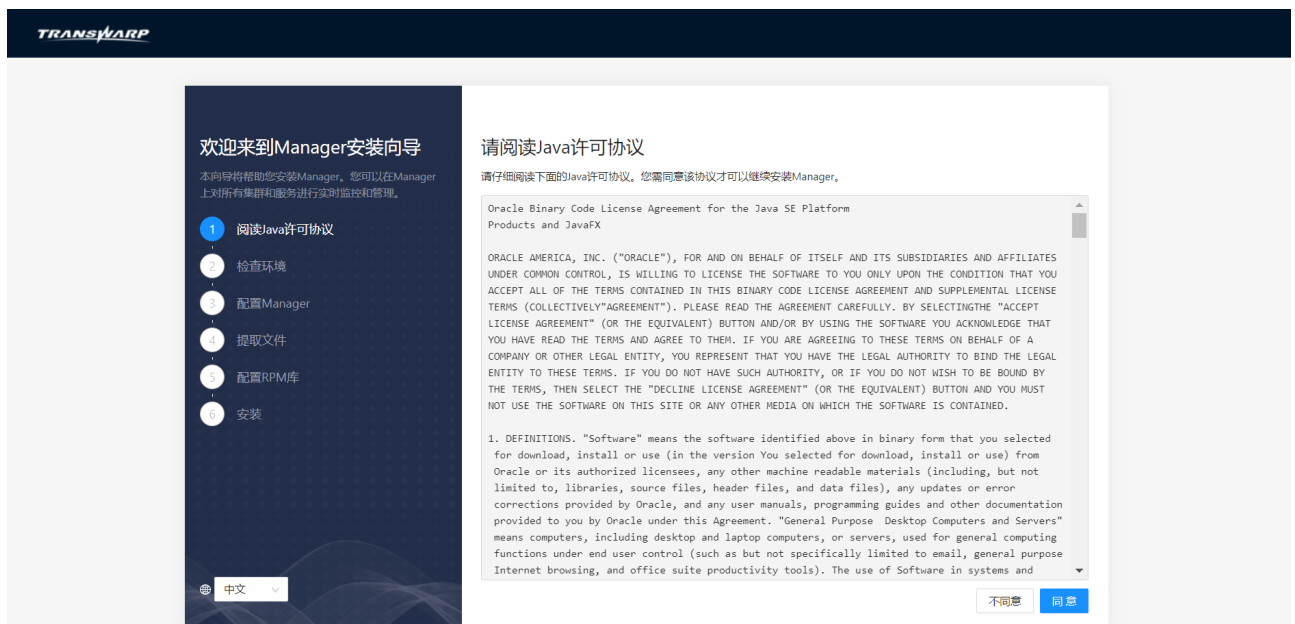 TRANSWARP
欢迎来到Manager安装向导
本向导将帮助您安装Manager。您可以在Manager
上对所有集群和服务进行实时监控和管理。
1 阅读Java许可协议
2 检查环境
3 配置Manager
4 提取文件
5 配置RPM库
6 安装
中文
请阅读Java许可协议
请仔细阅读下面的Java许可协议。您需同意该协议才可以继续安装Manager。
Oracle Binary Code License Agreement for the Java SE Platform
Products and JavaFX
ORACLE AMERICA, INC. ("ORACLE"), FOR AND ON BEHALF OF ITSELF AND ITS SUBSIDIARIES AND AFFILIATES
UNDER COMMON CONTROL, IS WILLING TO LICENSE THE SOFTWARE TO YOU ONLY UPON THE CONDITION THAT YOU
ACCEPT ALL OF THE TERMS CONTAINED IN THIS BINARY CODE LICENSE AGREEMENT AND SUPPLEMENTAL LICENSE
TERMS (COLLECTIVELY"AGREEMENT"). PLEASE READ THE AGREEMENT CAREFULLY. BY SELECTINGTHE "ACCEPT
LICENSE AGREEMENT" (OR THE EQUIVALENT) BUTTON AND/OR BY USING THE SOFTWARE YOU ACKNOWLEDGE THAT
YOU HAVE READ THE TERMS AND AGREE TO THEM. IF YOU ARE AGREEING TO THESE TERMS ON BEHALF OF A
COMPANY OR OTHER LEGAL ENTITY, YOU REPRESENT THAT YOU HAVE THE LEGAL AUTHORITY TO BIND THE LEGAL
ENTITY TO THESE TERMS. IF YOU DO NOT HAVE SUCH AUTHORITY, OR IF YOU DO NOT WISH TO BE BOUND BY
THE TERMS, THEN SELECT THE "DECLINE LICENSE AGREEMENT" (OR THE EQUIVALENT) BUTTON AND YOU MUST
NOT USE THE SOFTWARE ON THIS SITE OR ANY OTHER MEDIA ON WHICH THE SOFTWARE IS CONTAINED.
1. DEFINITIONS. "Software" means the software identified above in binary form that you selected
for download, install or use (in the version You selected for download, install or use) from
Oracle or its authorized licensees, any other machine readable materials (including, but not
limited to, libraries, source files, header files, and data files), any updates or error
corrections provided by Oracle, and any user manuals, programming guides and other documentation
provided to you by Oracle under this Agreement. "General Purpose  Desktop Computers and Servers"
means computers, including desktop and laptop computers, or servers, used for general computing
functions under end user control (such as but not specifically limited to email, general purpose
Internet browsing, and office suite productivity tools). The use of Software in systems and
不同意
同意